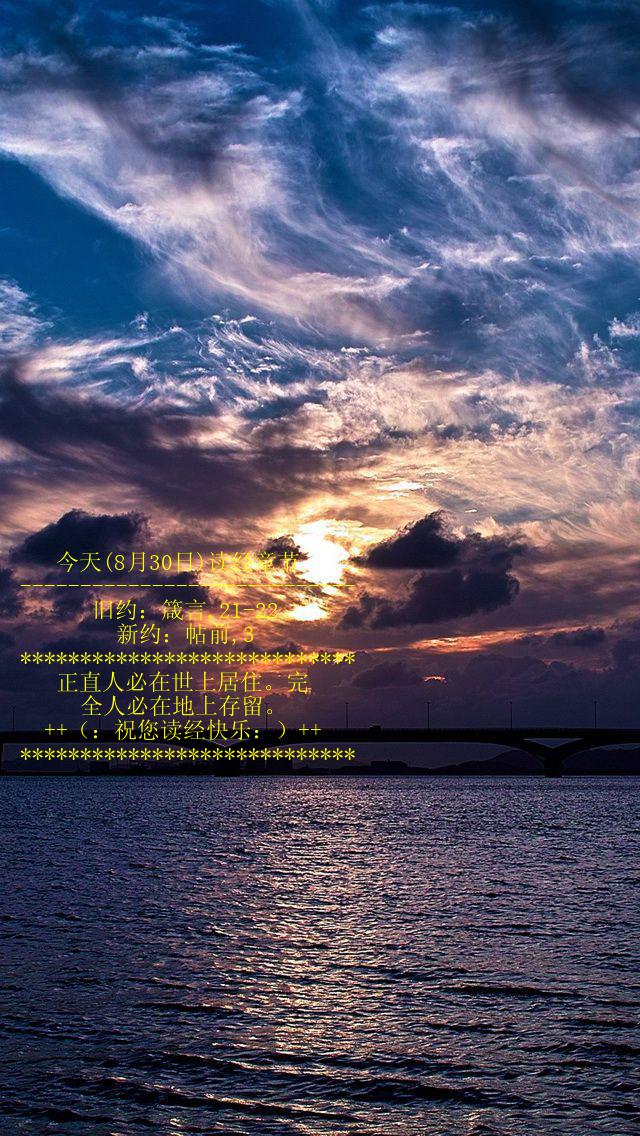 今天(8月30日)读经章节
----------------------------
旧约：箴言,21-22
新约：帖前,3
****************************
正直人必在世上居住。完
全人必在地上存留。
++（：祝您读经快乐：）++
****************************